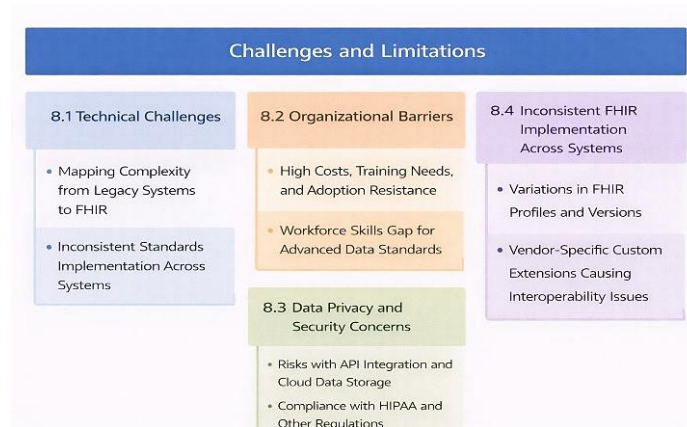 Challenges and Limitations
8.1 Technical Challenges
• Mapping Complexity
from Legacy Systems
to FHIR
• Inconsistent Standards
Implementation Across
Systems
8.2 Organizational Barriers
• High Costs, Training Needs,
and Adoption Resistance
• Workforce Skills Gap for
Advanced Data Standards
8.3 Data Privacy and
Security Concerns
• Risks with API Integration and
Cloud Data Storage
• Compliance with HIPAA and
Other Regulations
8.4 Inconsistent FHIR
Implementation
Across Systems
• Variations in FHIR
Profiles and Versions
• Vendor-Specific Custom
Extensions Causing
Interoperability Issues